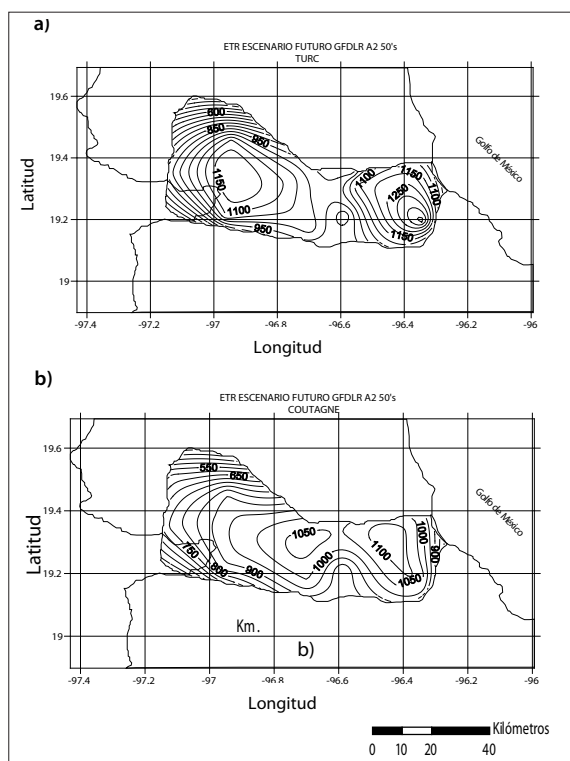 a)
ETR ESCENARIO FUTURO GFDLR A2 50's
TURC
19.6
19.4
19.2
19
Latitud
600
850
950
1150
1100
950
1100
1150
1250
1100
1150
Golfo de México
-97.4
-97.2
-97
-96.8
-96.6
-96.4
-96.2
-96
Longitud
b)
ETR ESCENARIO FUTURO GFDLR A2 50's
COUTAGNE
19.6
19.4
19.2
19
Latitud
550
650
750
800
900
1050
1000
1100
1050
1000
900
Golfo de México
Km.
b)
-97.4
-97.2
-97
-96.8
-96.6
-96.4
-96.2
-96
Longitud
Kilómetros
0 10 20 40